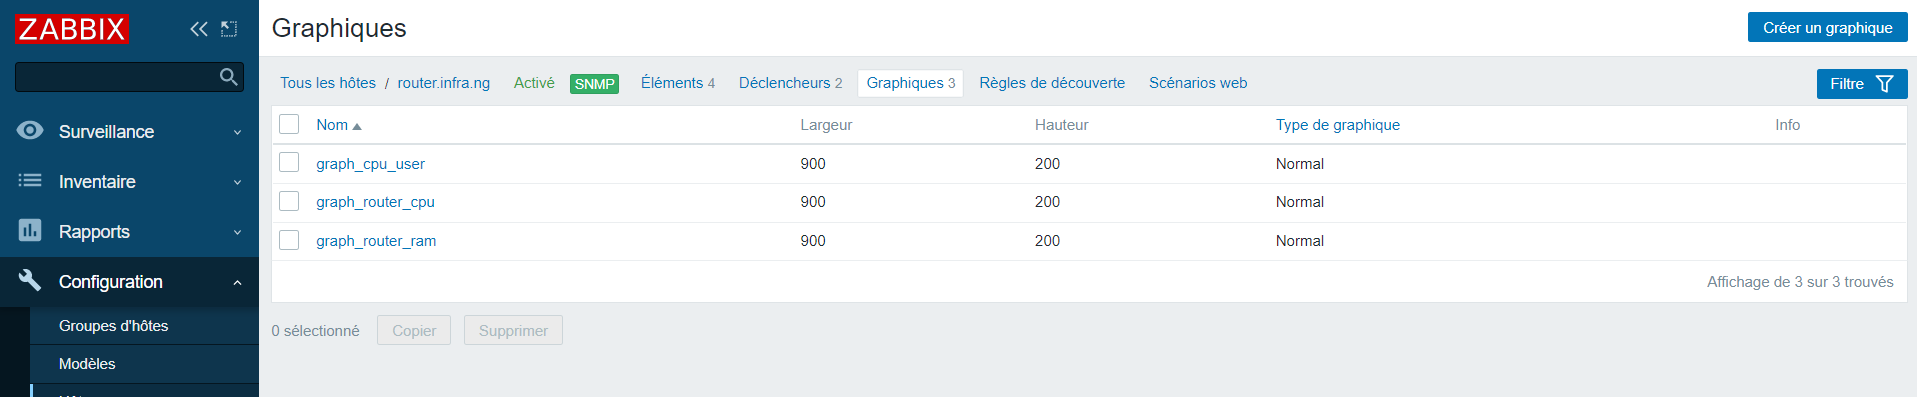 ZABBIX
Surveillance
Inventaire
Rapports
Configuration
Groupes d'hôtes
Modèles
Graphiques
Créer un graphique
Tous les hôtes / router.infra.ng Activé SNMP Éléments 4 Déclencheurs 2 Graphiques 3 Règles de découverte Scénarios web
Filtre
Nom Largeur Hauteur Type de graphique Info
graph_cpu_user 900 200 Normal
graph_router_cpu 900 200 Normal
graph_router_ram 900 200 Normal
Affichage de 3 sur 3 trouvés
0 sélectionné Copier Supprimer